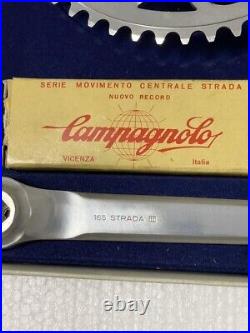 SERIE MOVIMENTO CENTRALE STRADA
NUOVO RECORD
Campagnolo
VICENZA Italia
165 STRADA